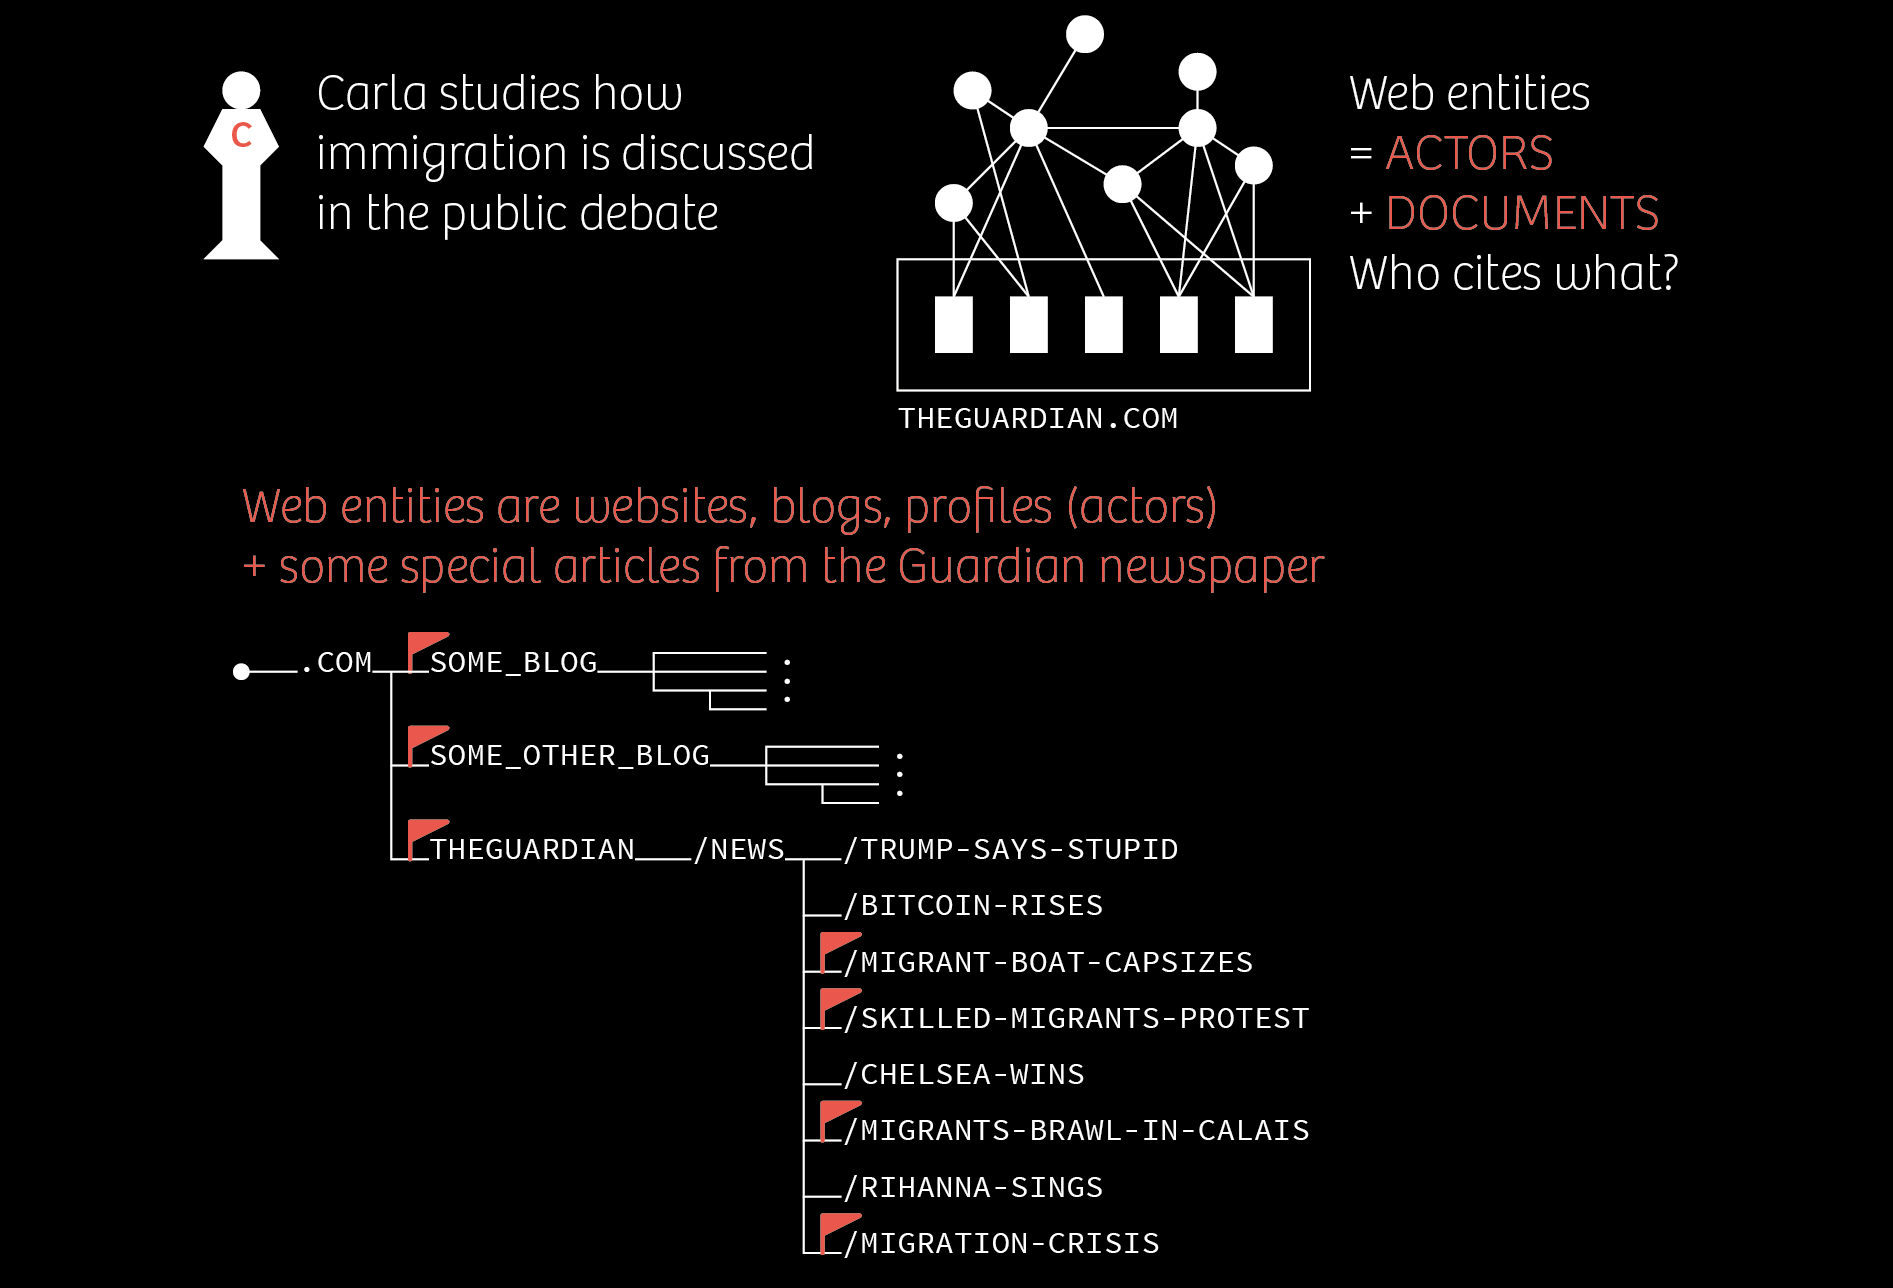 C
Carla studies how
immigration is discussed
in the public debate
Web entities
= ACTORS
+ DOCUMENTS
Who cites what?
THEGUARDIAN.COM
Web entities are websites, blogs, profiles (actors)
+ some special articles from the Guardian newspaper
.COM SOME_BLOG
SOME_OTHER_BLOG
THEGUARDIAN /NEWS /TRUMP-SAYS-STUPID
/BITCOIN-RISES
/MIGRANT-BOAT-CAPSIZES
/SKILLED-MIGRANTS-PROTEST
/CHELSEA-WINS
/MIGRANTS-BRAWL-IN-CALAIS
/RIHANNA-SINGS
/MIGRATION-CRISIS